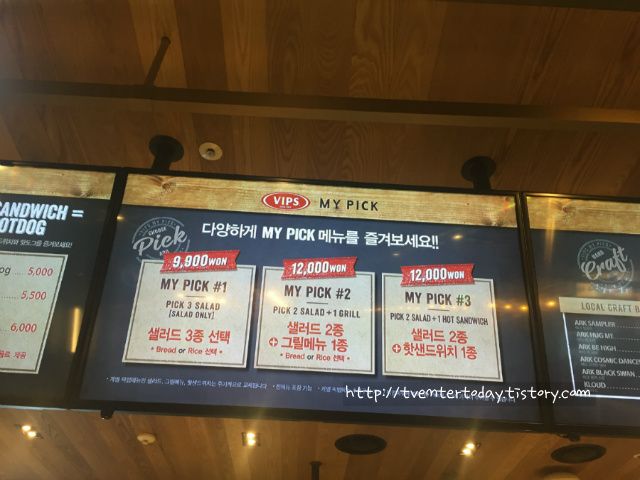 SANDWICH =
HOTDOG
5,000
5,500
6,000
VIPS MY PICK
다양하게 MY PICK 메뉴를 즐겨보세요!!
Pick
9,900WON
MY PICK #1
PICK 3 SALAD
[SALAD ONLY]
샐러드 3종 선택
• Bread or Rice 선택 •
12,000WON
MY PICK #2
PICK 2 SALAD + 1 GRILL
샐러드 2종
+ 그릴메뉴 1종
• Bread or Rice 선택 •
12,000WON
MY PICK #3
PICK 2 SALAD + 1 HOT SANDWICH
샐러드 2종
+ 핫샌드위치 1종
Craft
LOCAL CRAFT BEER
ARK SAMPLER
ARK HUG ME
ARK BE HIGH
ARK COSMIC DANCER
ARK BLACK SWAN
KLOUD
http://tventertoday.tistory.com/